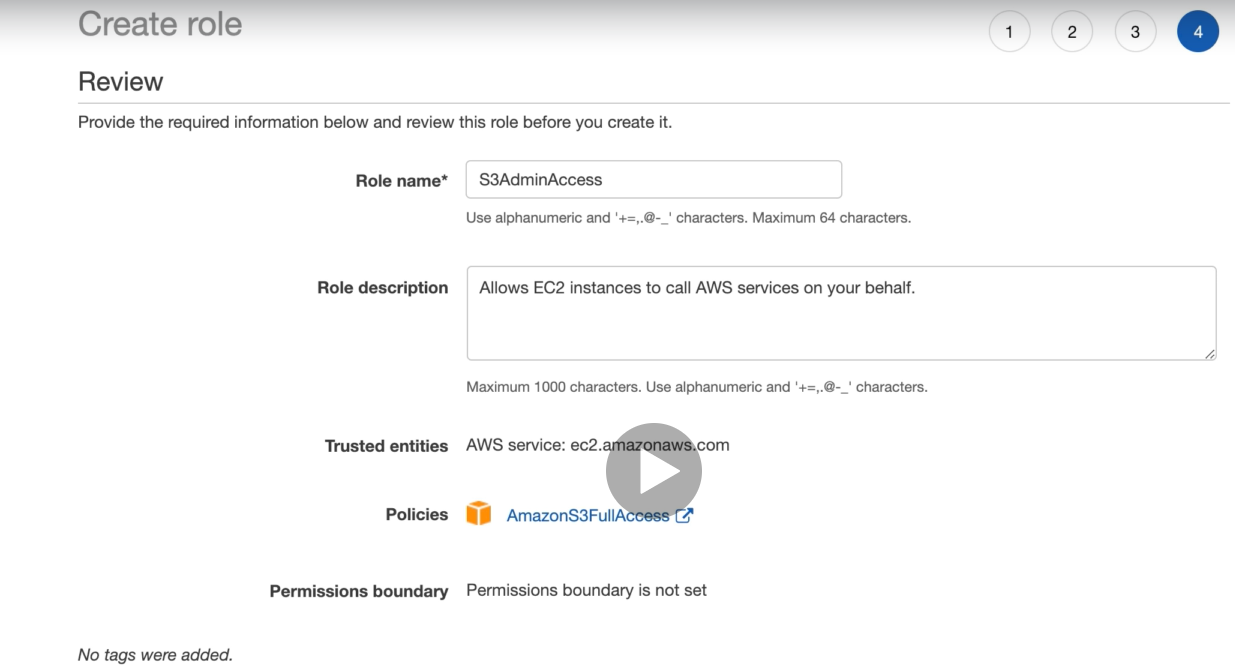 Create role
1 2 3 4
Review
Provide the required information below and review this role before you create it.
Role name* S3AdminAccess
Use alphanumeric and '+=,.@-_' characters. Maximum 64 characters.
Role description Allows EC2 instances to call AWS services on your behalf.
Maximum 1000 characters. Use alphanumeric and '+=,.@-_' characters.
Trusted entities AWS service: ec2.amazonaws.com
Policies AmazonS3FullAccess
Permissions boundary Permissions boundary is not set
No tags were added.